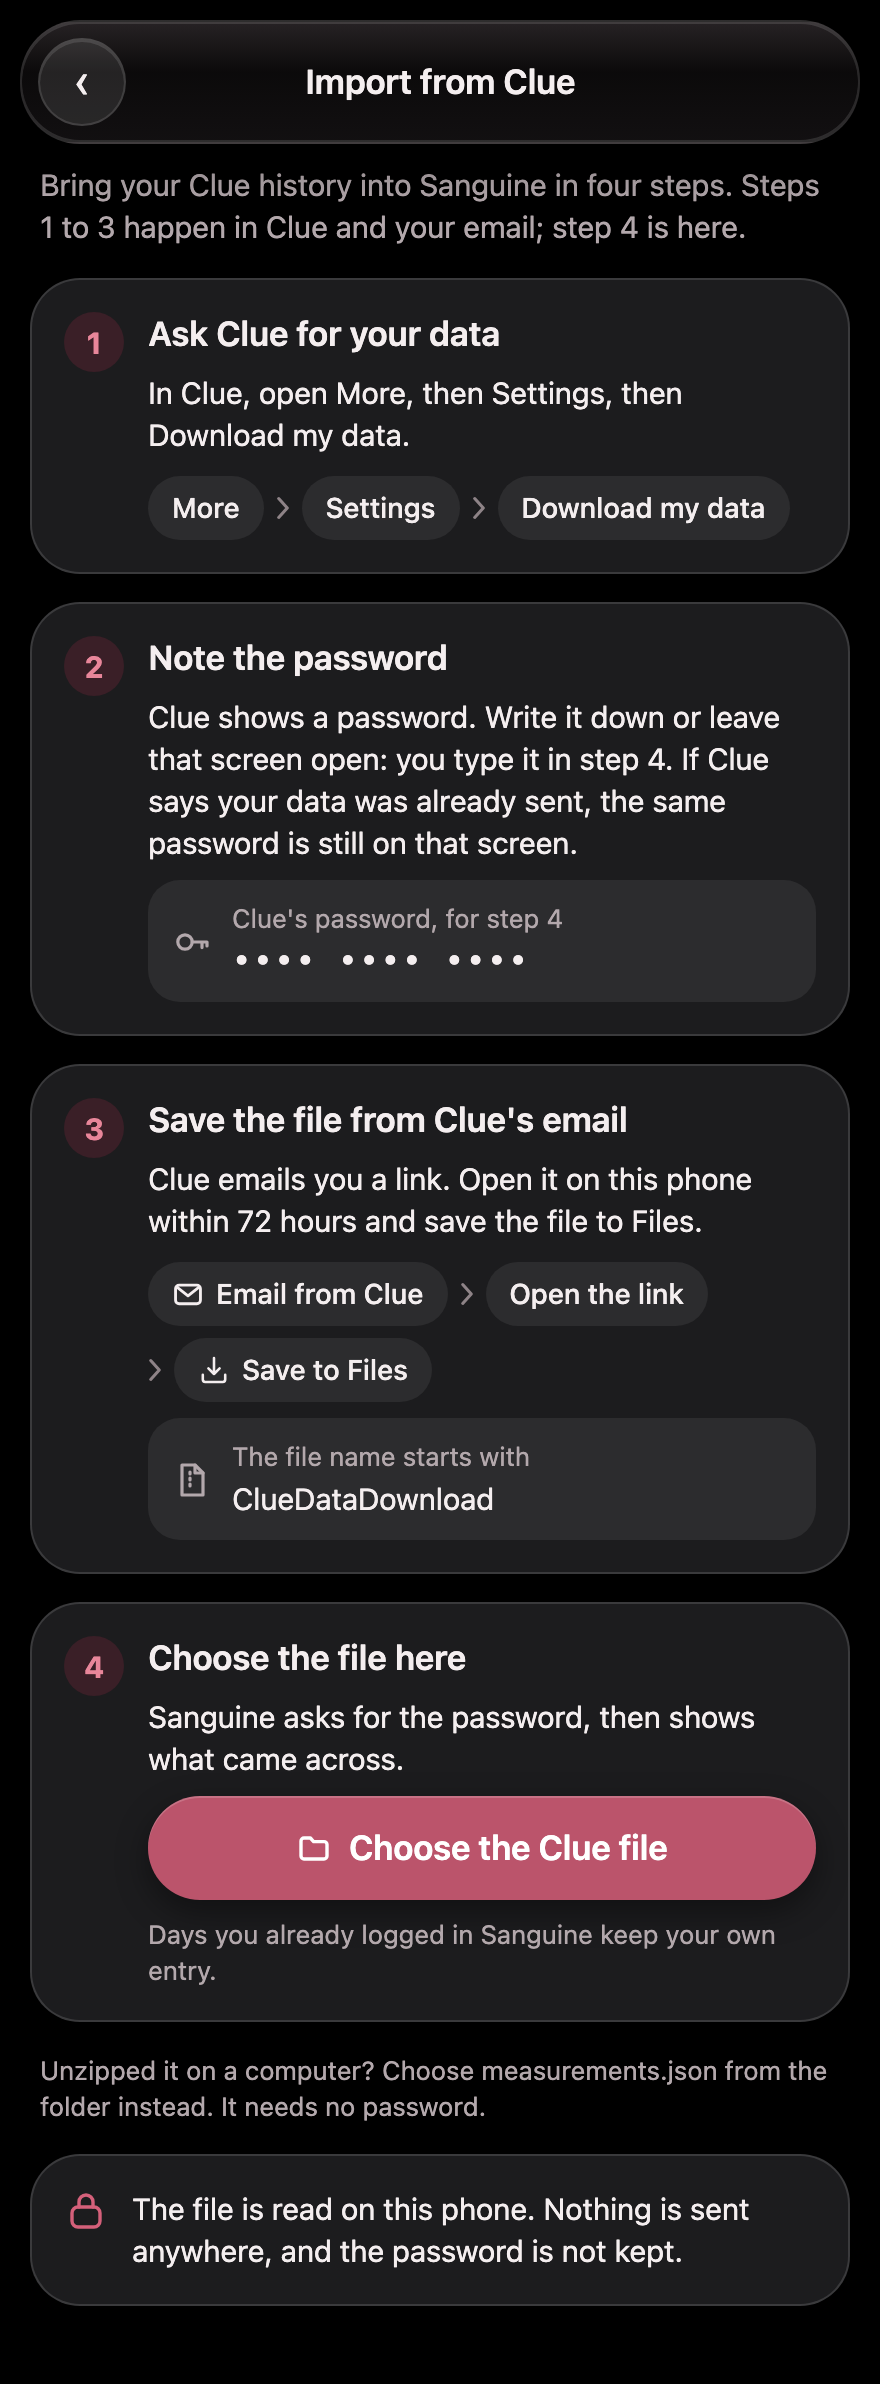 Import from Clue
Bring your Clue history into Sanguine in four steps. Steps
1 to 3 happen in Clue and your email; step 4 is here.
1
Ask Clue for your data
In Clue, open More, then Settings, then
Download my data.
More > Settings > Download my data
2
Note the password
Clue shows a password. Write it down or leave
that screen open: you type it in step 4. If Clue
says your data was already sent, the same
password is still on that screen.
Clue's password, for step 4
•••• •••• ••••
3
Save the file from Clue's email
Clue emails you a link. Open it on this phone
within 72 hours and save the file to Files.
Email from Clue > Open the link
> Save to Files
The file name starts with
ClueDataDownload
4
Choose the file here
Sanguine asks for the password, then shows
what came across.
Choose the Clue file
Days you already logged in Sanguine keep your own
entry.
Unzipped it on a computer? Choose measurements.json from the
folder instead. It needs no password.
The file is read on this phone. Nothing is sent
anywhere, and the password is not kept.